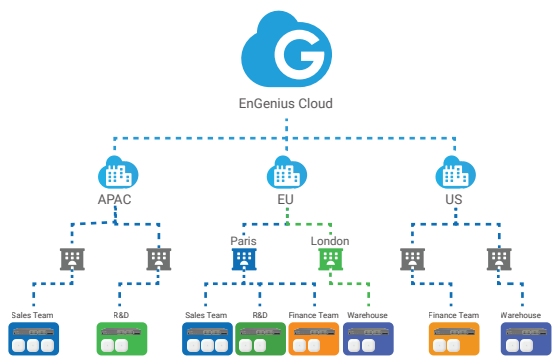 G
EnGenius Cloud
APAC
EU
US
Paris
London
Sales Team
R&D
Sales Team
R&D
Finance Team
Warehouse
Finance Team
Warehouse